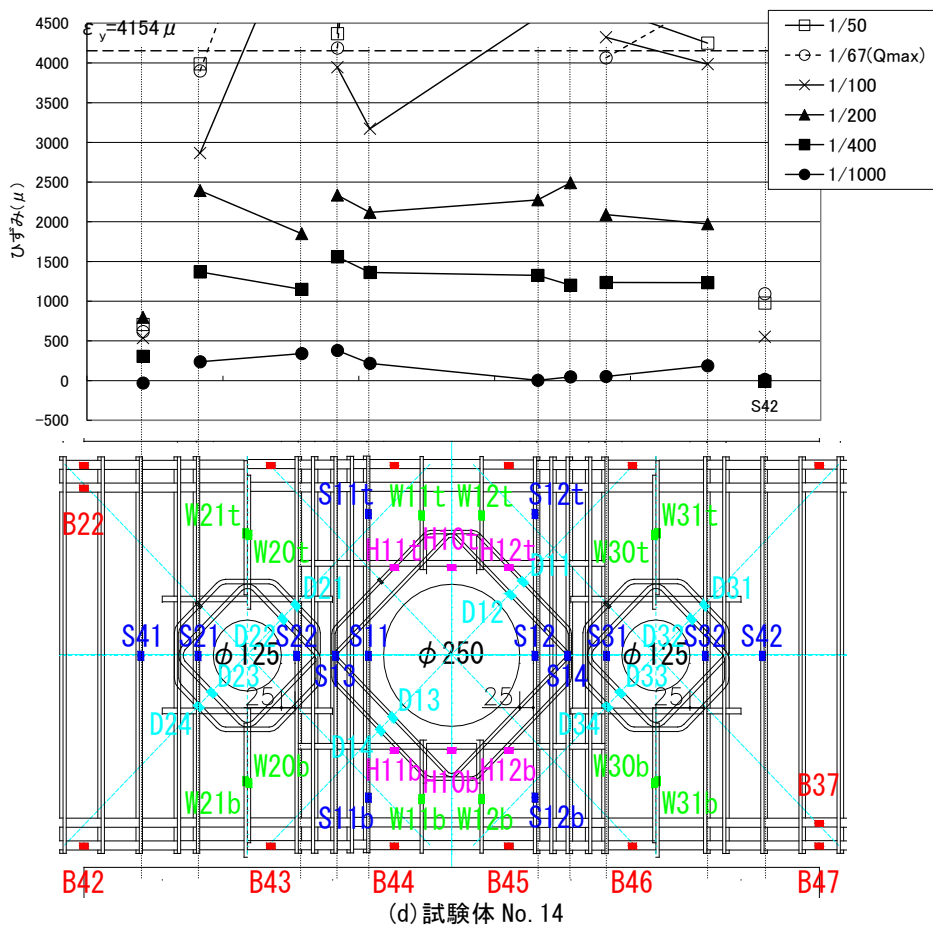 ε y=4154μ
4500
4000
3500
3000
2500
2000
1500
1000
500
0
-500
ひずみ(μ)
1/50
1/67(Qmax)
1/100
1/200
1/400
1/1000
S42
B22
W21t
W20t
S11t
W11t
W12t
S12t
W31t
W30t
H11t
H10t
H12t
D21
D22
D11
D12
D31
D32
S41
S21
S22
S13
S11
S12
S14
S31
S32
S42
φ125
φ250
φ125
D23
D24
D13
D14
D33
D34
25
25
25
W20b
W21b
H11b
H10b
H12b
W30b
W31b
S11b
W11b
W12b
S12b
B37
B42
B43
B44
B45
B46
B47
(d)試験体 No.14